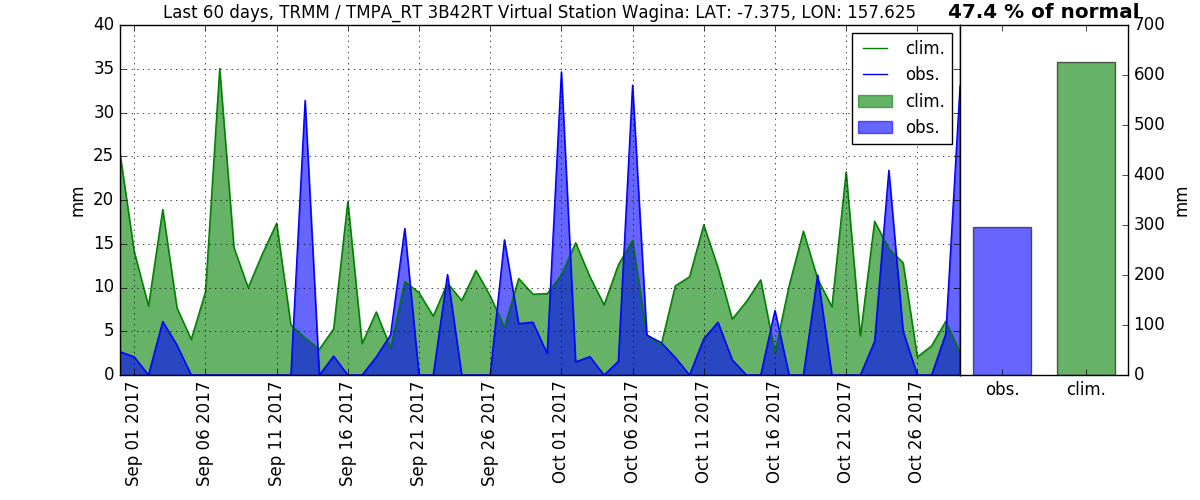 Last 60 days, TRMM / TMPA_RT 3B42RT Virtual Station Wagina: LAT: -7.375, LON: 157.625
47.4 % of normal
mm
40
35
30
25
20
15
10
5
0
clim.
obs.
clim.
obs.
700
600
500
400
300
200
100
0
mm
Sep 01 2017
Sep 06 2017
Sep 11 2017
Sep 16 2017
Sep 21 2017
Sep 26 2017
Oct 01 2017
Oct 06 2017
Oct 11 2017
Oct 16 2017
Oct 21 2017
Oct 26 2017
obs.
clim.